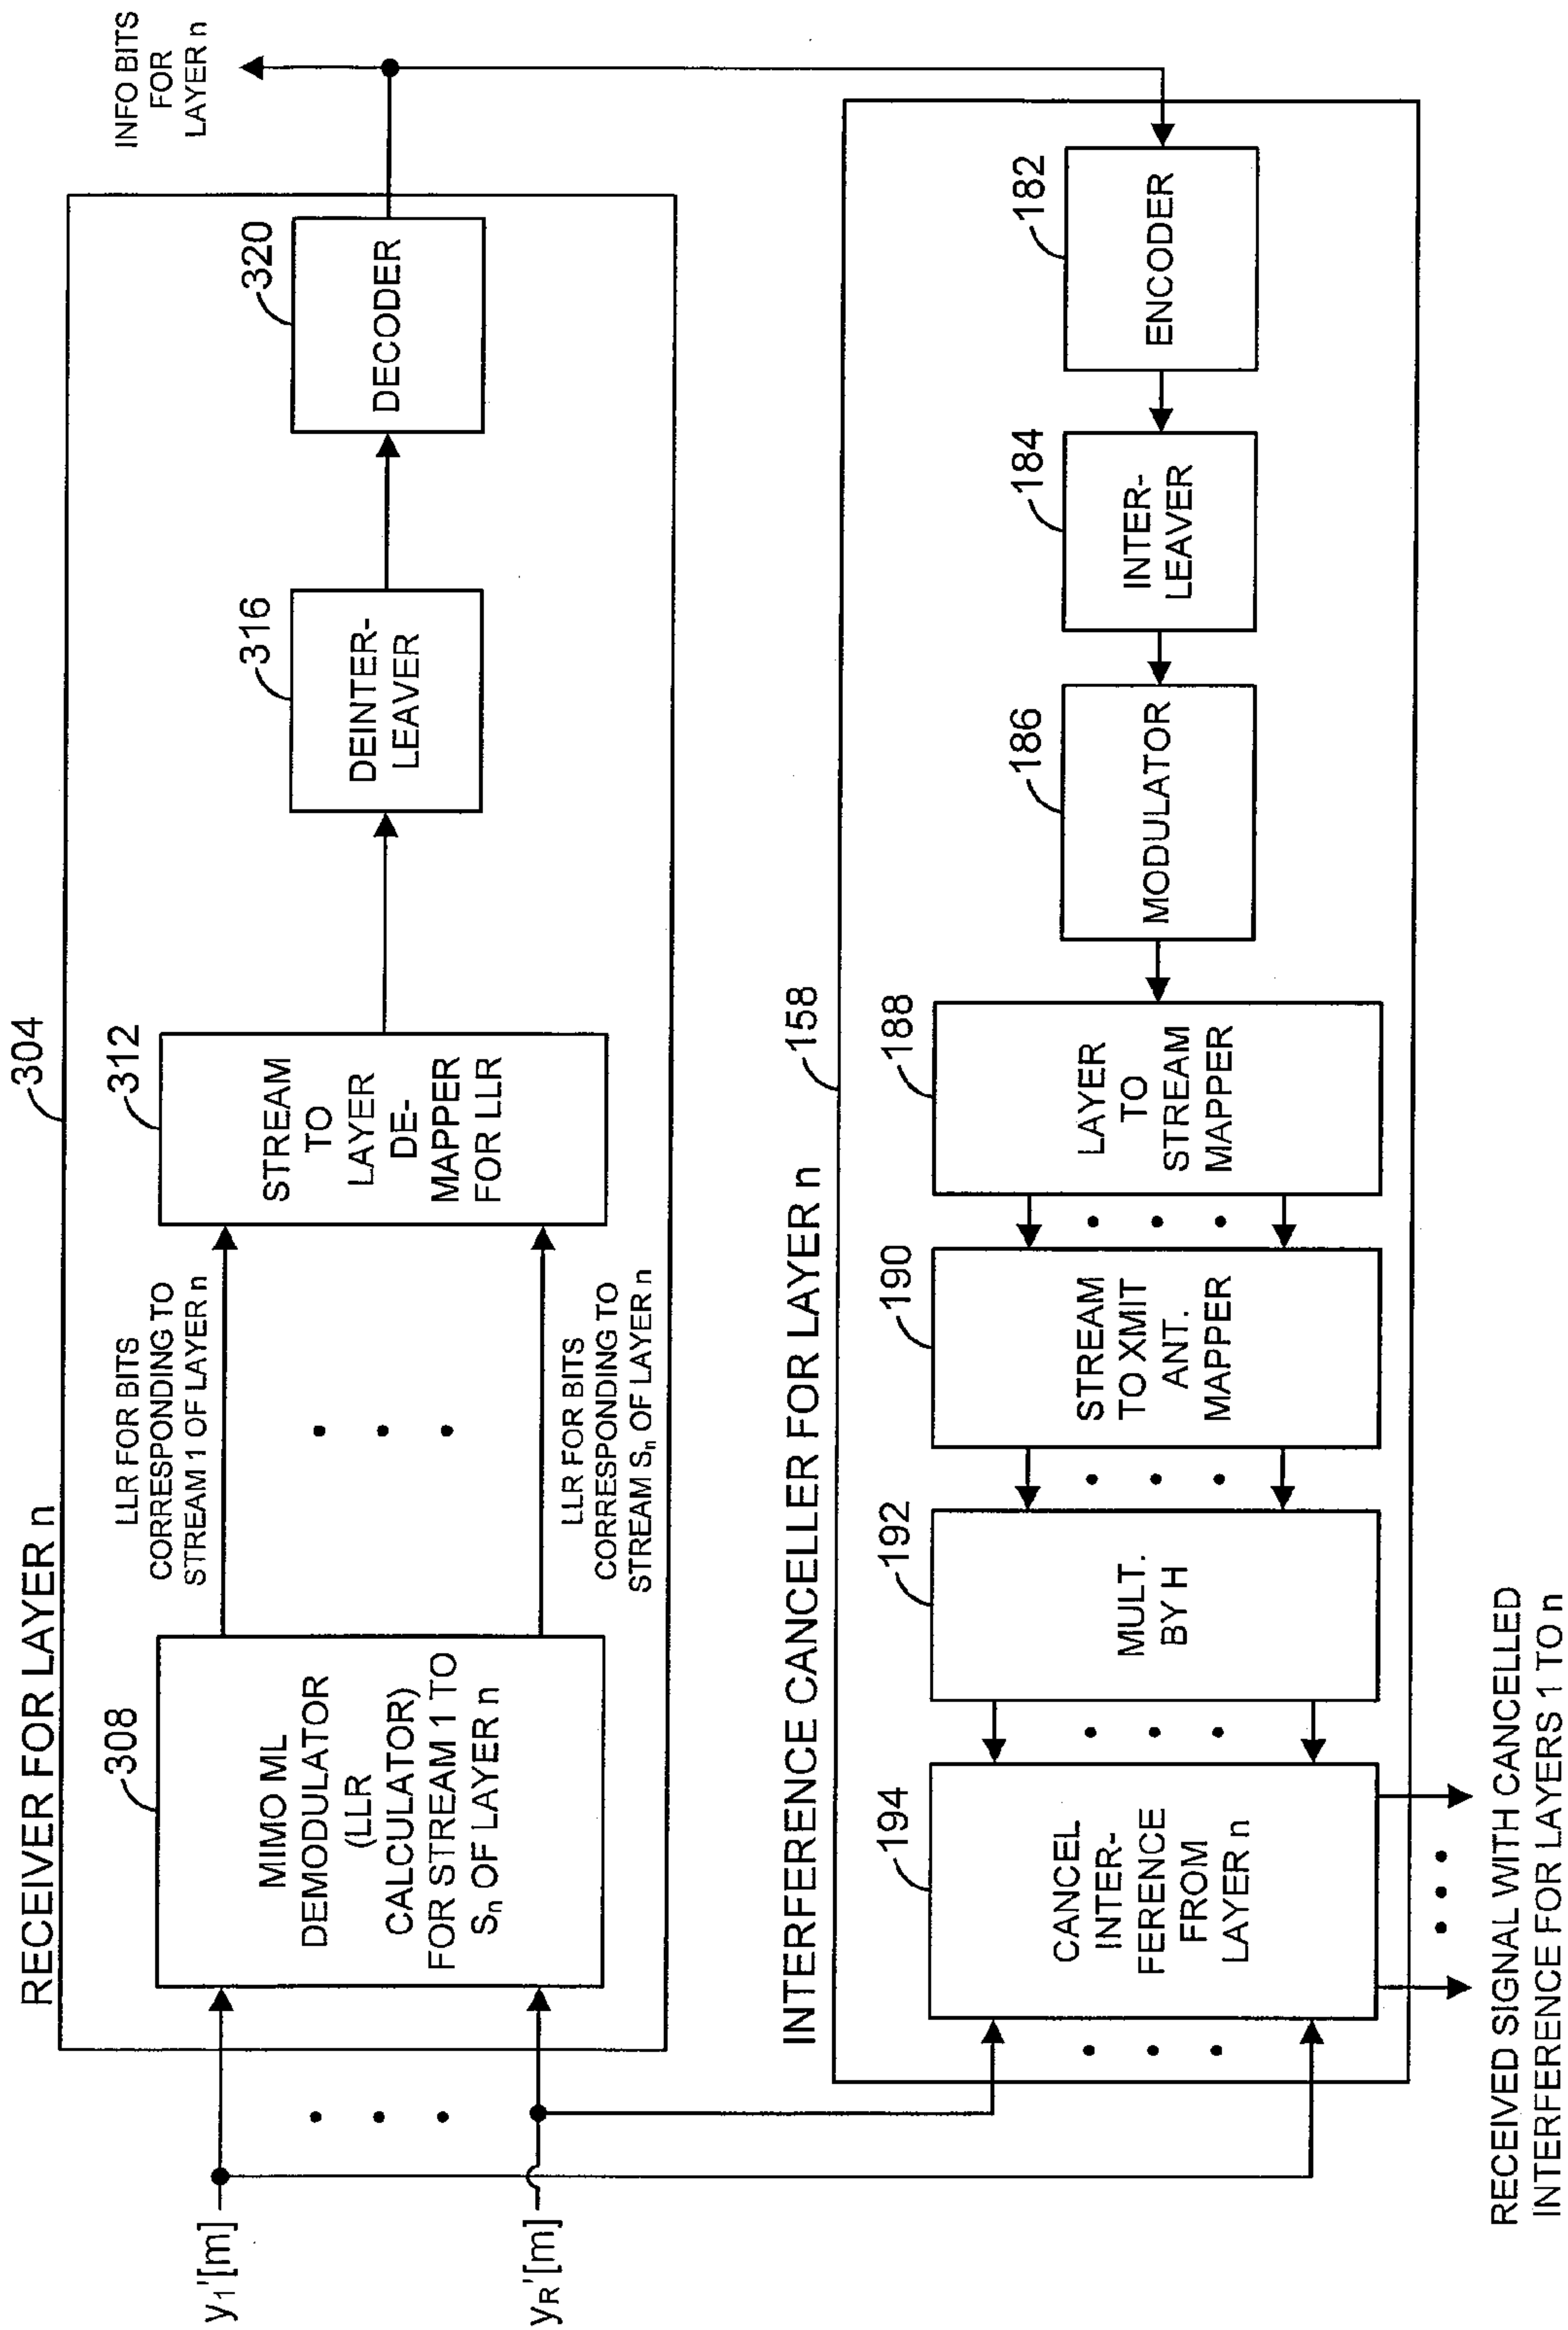 RECEIVER FOR LAYER n
304
y1'[m]
yR'[m]
308
MIMO ML
DEMODULATOR
(LLR
CALCULATOR)
FOR STREAM 1 TO
Sn OF LAYER n
LLR FOR BITS
CORRESPONDING TO
STREAM 1 OF LAYER n
LLR FOR BITS
CORRESPONDING TO
STREAM Sn OF LAYER n
312
STREAM
TO
LAYER
DE-
MAPPER
FOR LLR
316
DEINTER-
LEAVER
320
DECODER
INFO BITS
FOR
LAYER n
INTERFERENCE CANCELLER FOR LAYER n
158
194
CANCEL
INTER-
FERENCE
FROM
LAYER n
192
MULT.
BY H
190
STREAM
TO XMIT
ANT.
MAPPER
188
LAYER
TO
STREAM
MAPPER
186
MODULATOR
184
INTER-
LEAVER
182
ENCODER
RECEIVED SIGNAL WITH CANCELLED
INTERFERENCE FOR LAYERS 1 TO n